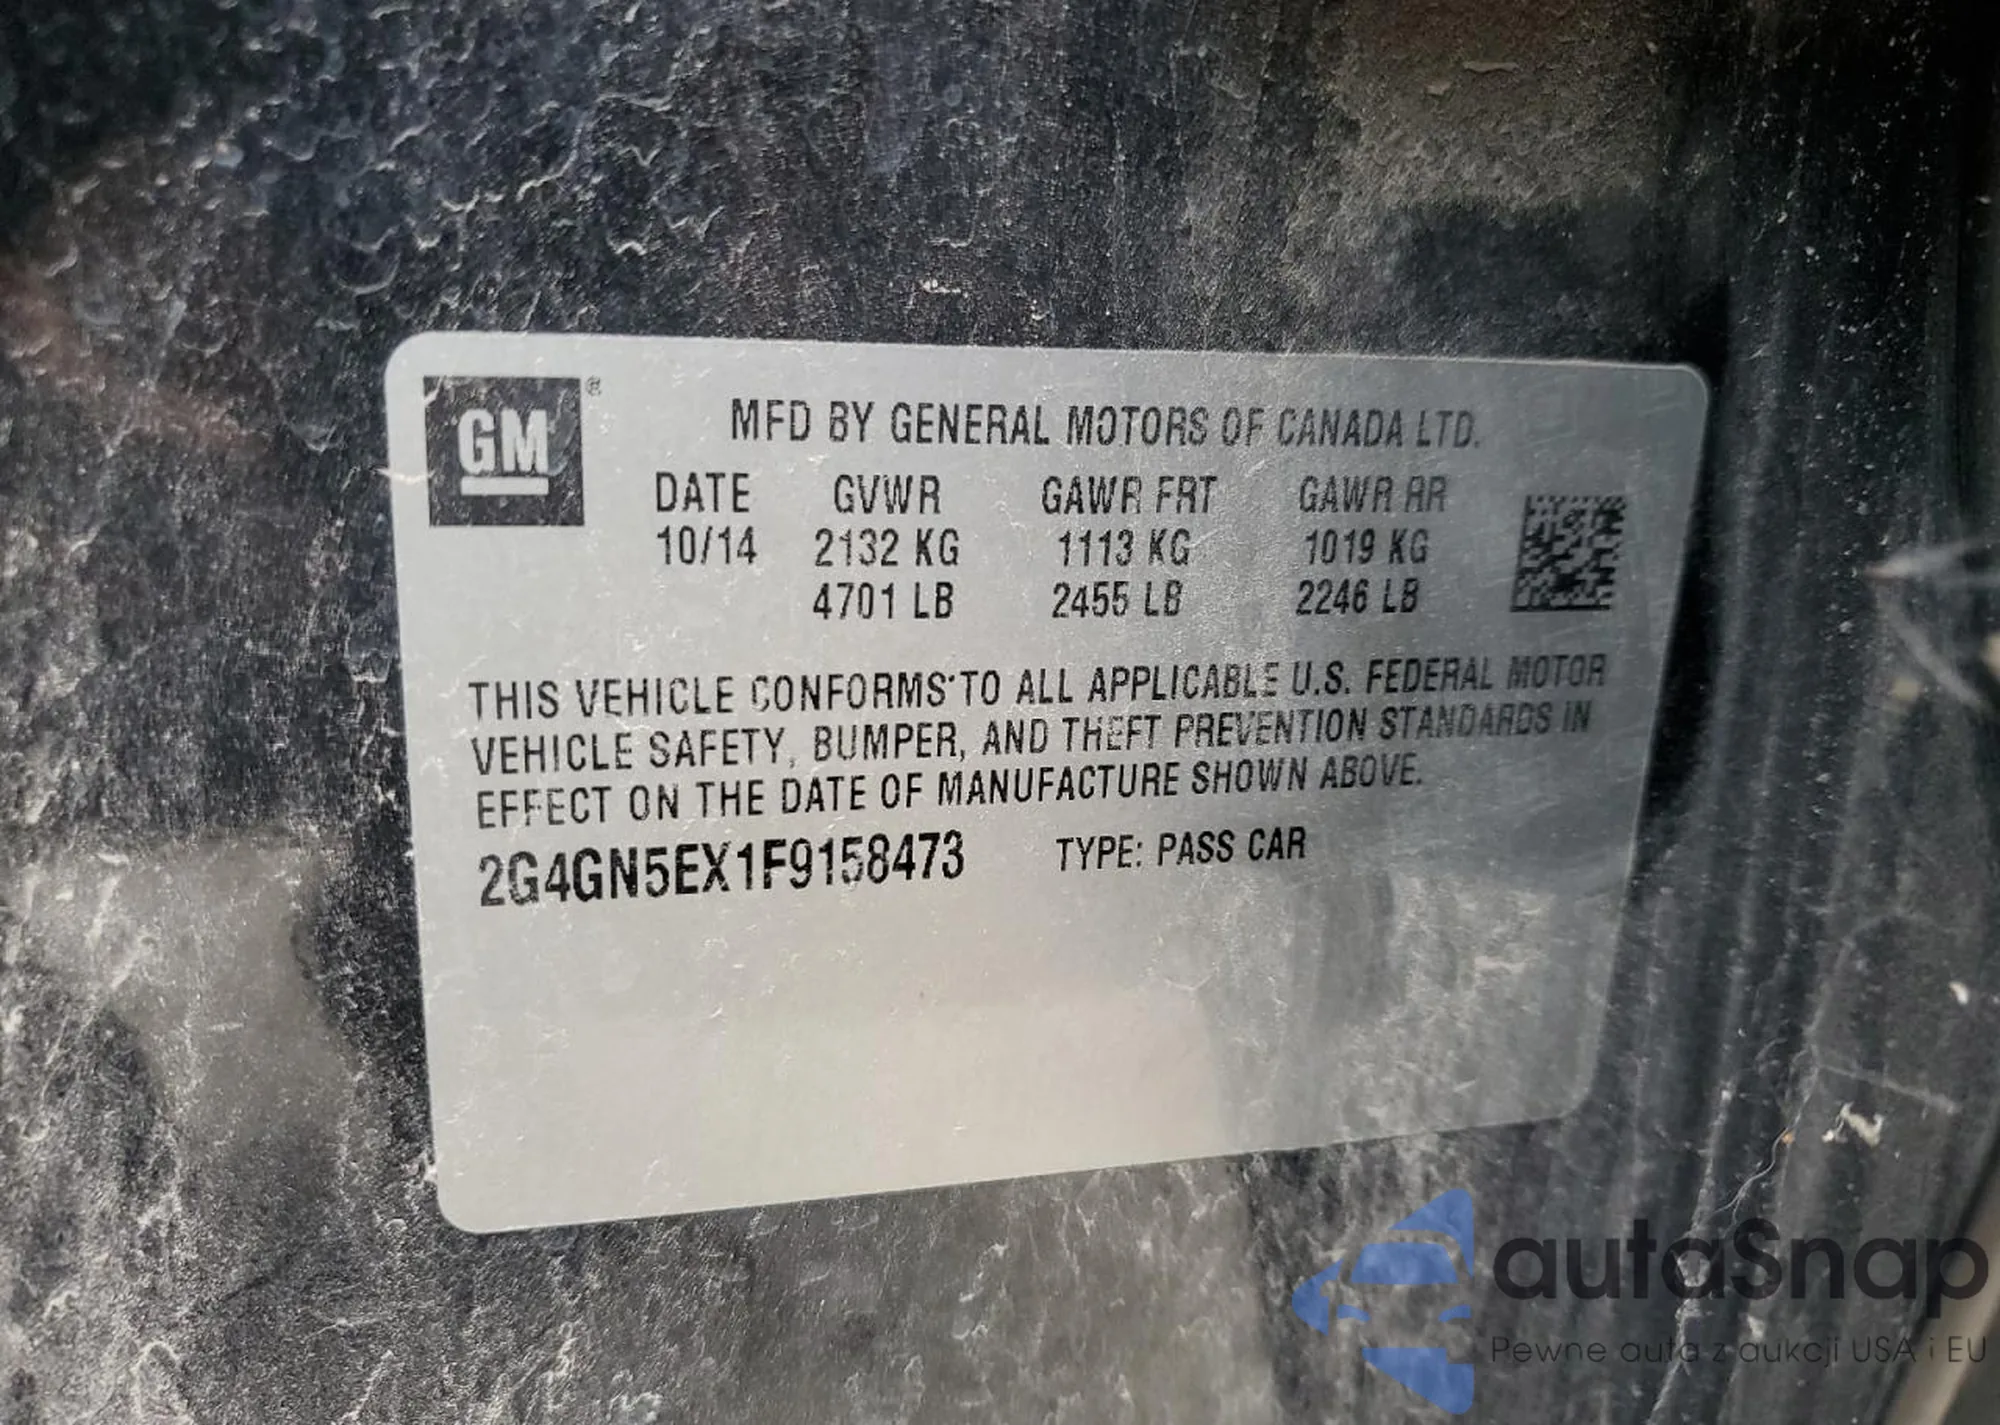 GM ®
MFD BY GENERAL MOTORS OF CANADA LTD.
DATE GVWR GAWR FRT GAWR RR
10/14 2132 KG 1113 KG 1019 KG
4701 LB 2455 LB 2246 LB
THIS VEHICLE CONFORMS TO ALL APPLICABLE U.S. FEDERAL MOTOR
VEHICLE SAFETY, BUMPER, AND THEFT PREVENTION STANDARDS IN
EFFECT ON THE DATE OF MANUFACTURE SHOWN ABOVE.
2G4GN5EX1F9158473 TYPE: PASS CAR
autaSnap
Pewne auta z aukcji USA i EU